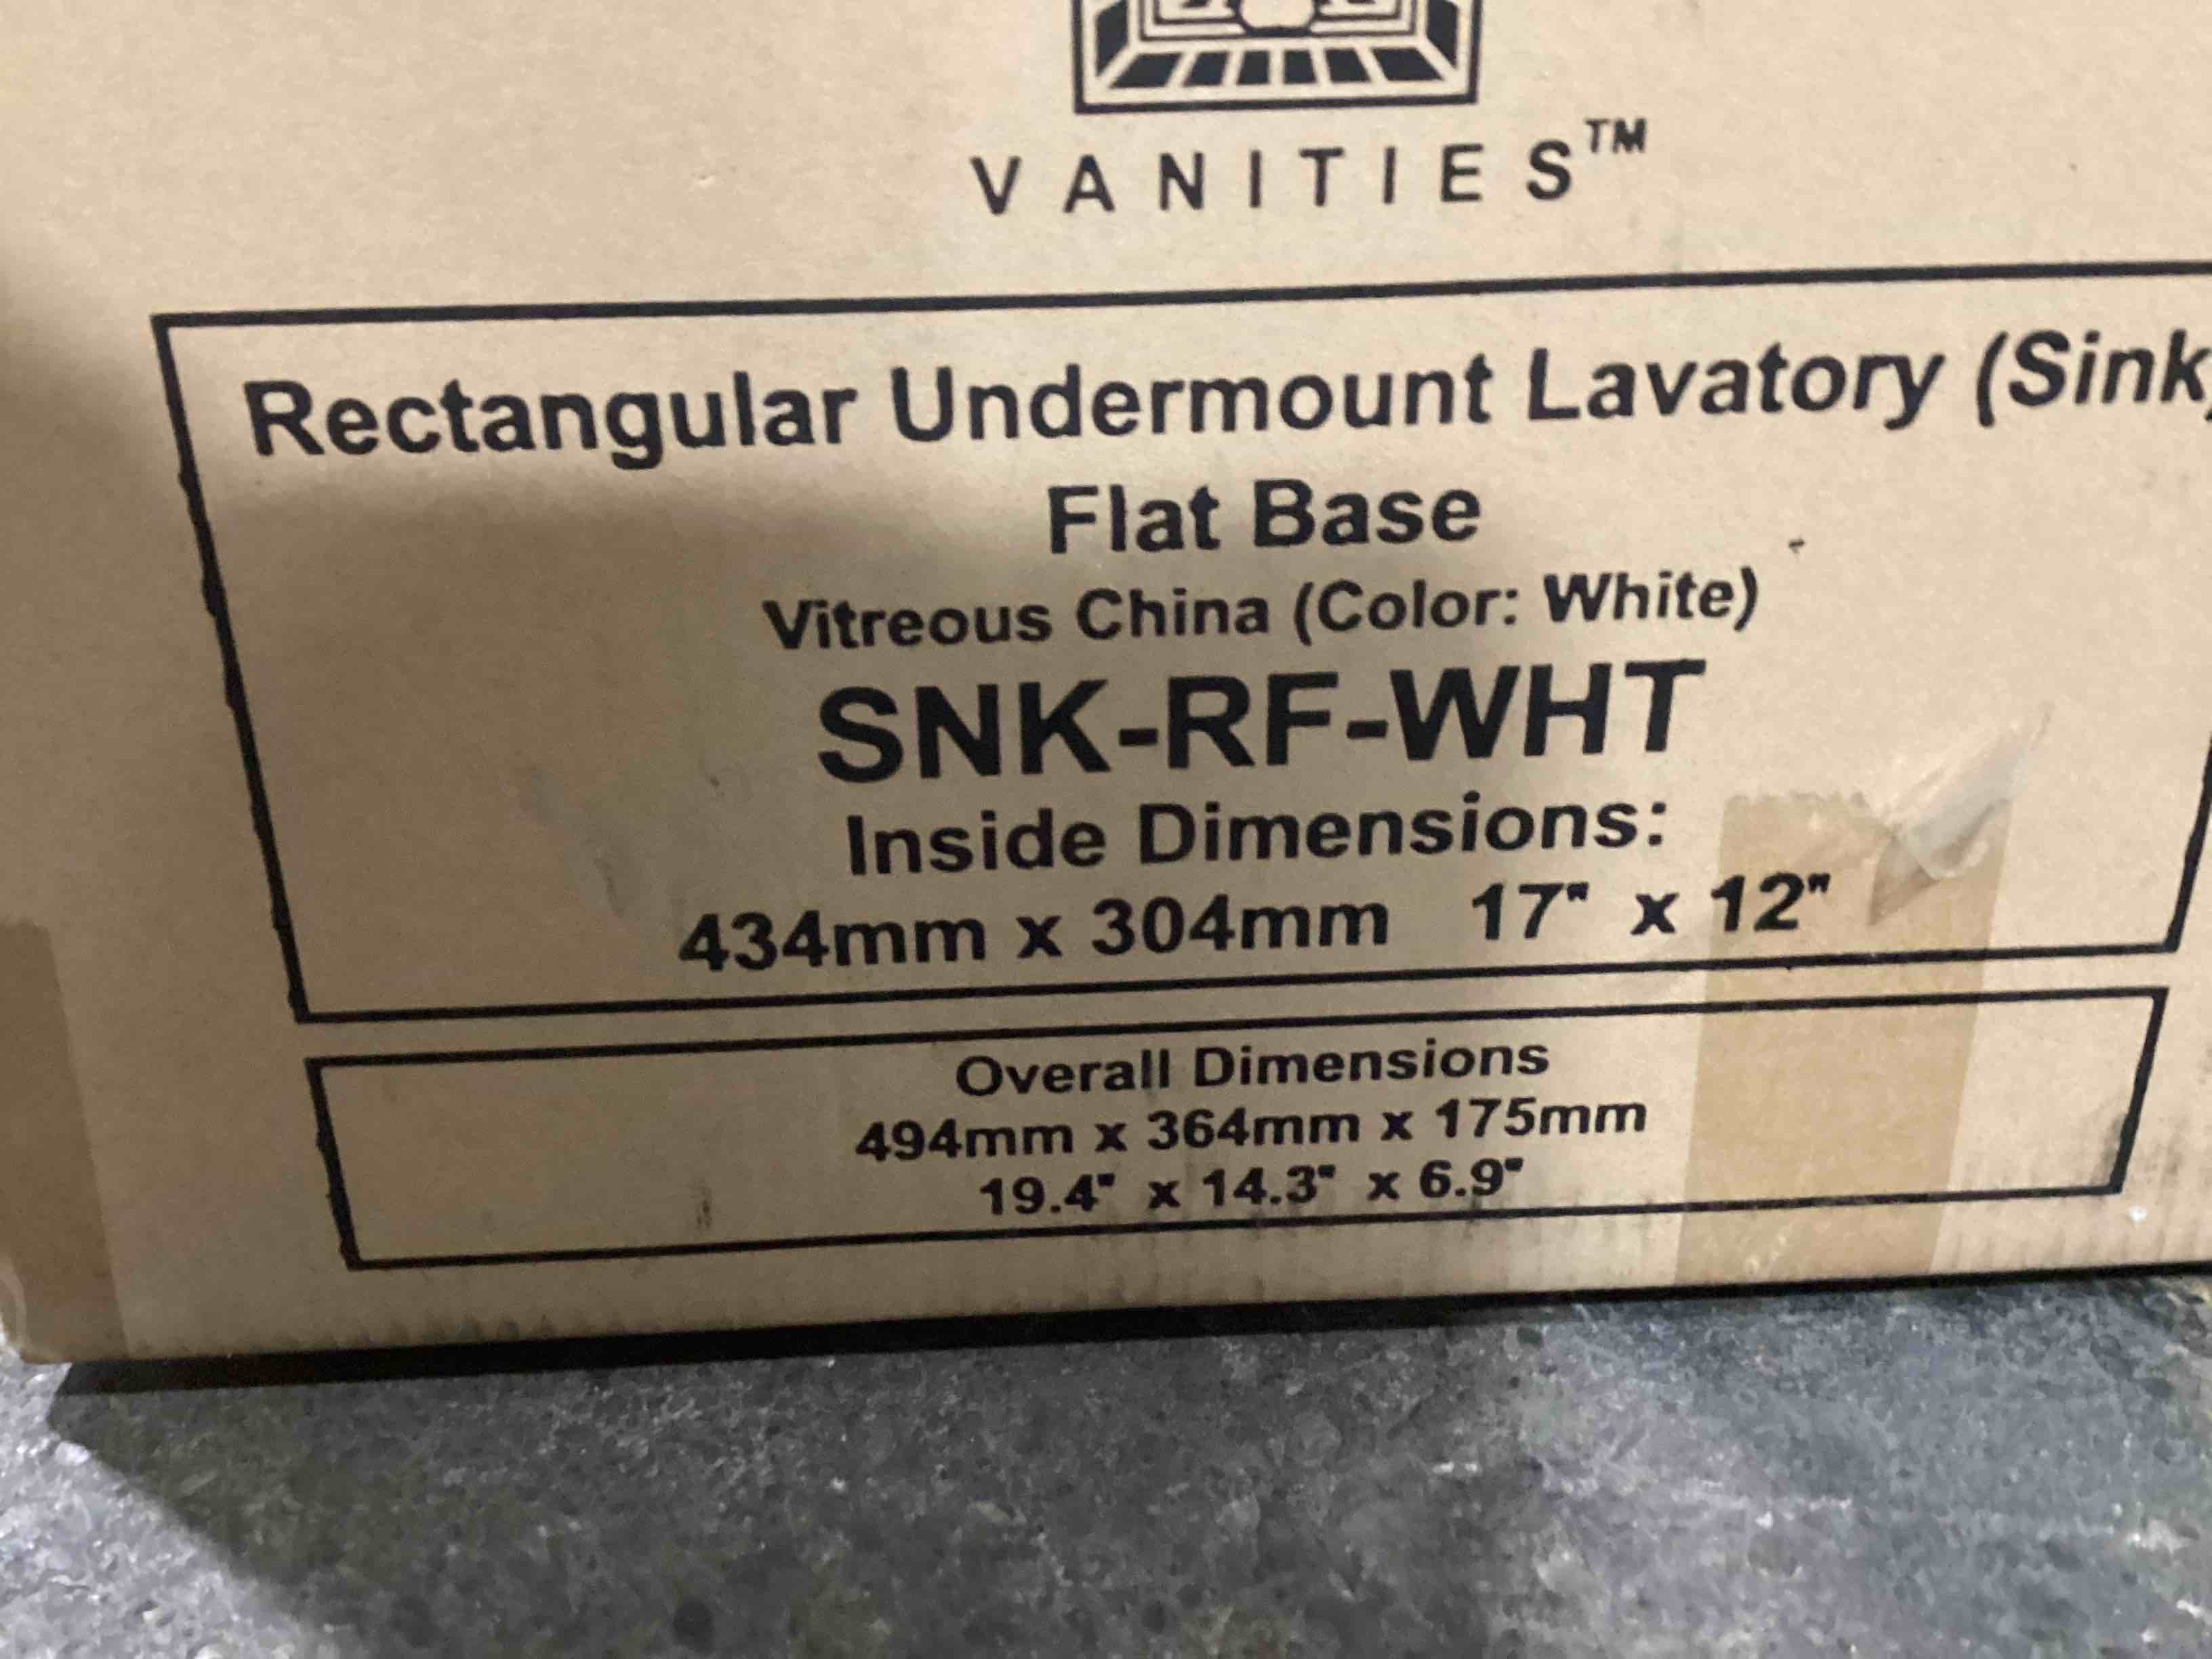 VANITIES™
Rectangular Undermount Lavatory (Sink)
Flat Base
Vitreous China (Color: White)
SNK-RF-WHT
Inside Dimensions:
434mm x 304mm 17" x 12"
Overall Dimensions
494mm x 364mm x 175mm
19.4" x 14.3" x 6.9"